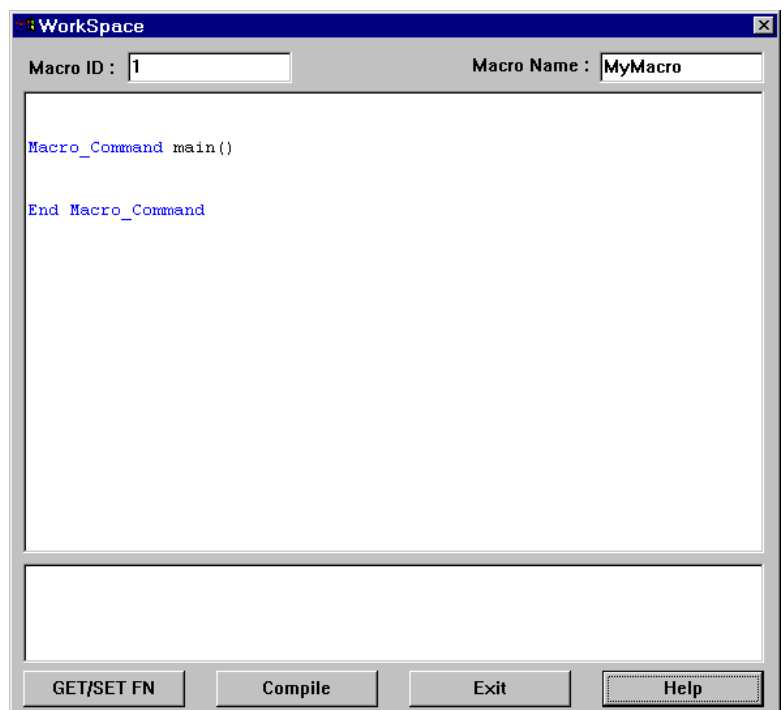 WorkSpace
Macro ID : 1 Macro Name : MyMacro
Macro_Command main()
End Macro_Command
GET/SET FN Compile Exit Help